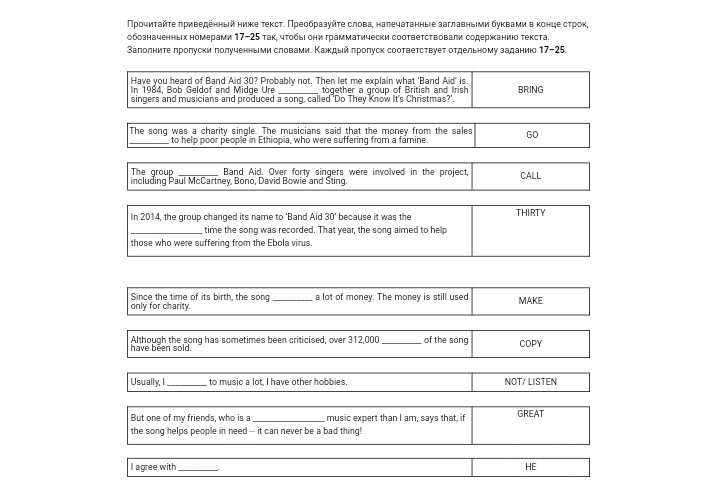 Прочитайте приведённый ниже текст. Преобразуйте слова, напечатанные заглавными буквами в конце строк,
обозначенных номерами 17–25 так, чтобы они грамматически соответствовали содержанию текста.
Заполните пропуски полученными словами. Каждый пропуск соответствует отдельному заданию 17–25.
Have you heard of Band Aid 30? Probably not. Then let me explain what ‘Band Aid’ is.
In 1984, Bob Geldof and Midge Ure __________ together a group of British and Irish
singers and musicians and produced a song, called ‘Do They Know It’s Christmas?’.
BRING
The song was a charity single. The musicians said that the money from the sales
__________ to help poor people in Ethiopia, who were suffering from a famine.
GO
The group __________ Band Aid. Over forty singers were involved in the project,
including Paul McCartney, Bono, David Bowie and Sting.
CALL
In 2014, the group changed its name to ‘Band Aid 30’ because it was the
__________________ time the song was recorded. That year, the song aimed to help
those who were suffering from the Ebola virus.
THIRTY
Since the time of its birth, the song __________ a lot of money. The money is still used
only for charity.
MAKE
Although the song has sometimes been criticised, over 312,000 __________ of the song
have been sold.
COPY
Usually, I __________ to music a lot, I have other hobbies.
NOT/ LISTEN
But one of my friends, who is a __________________ music expert than I am, says that, if
the song helps people in need – it can never be a bad thing!
GREAT
I agree with __________.
HE